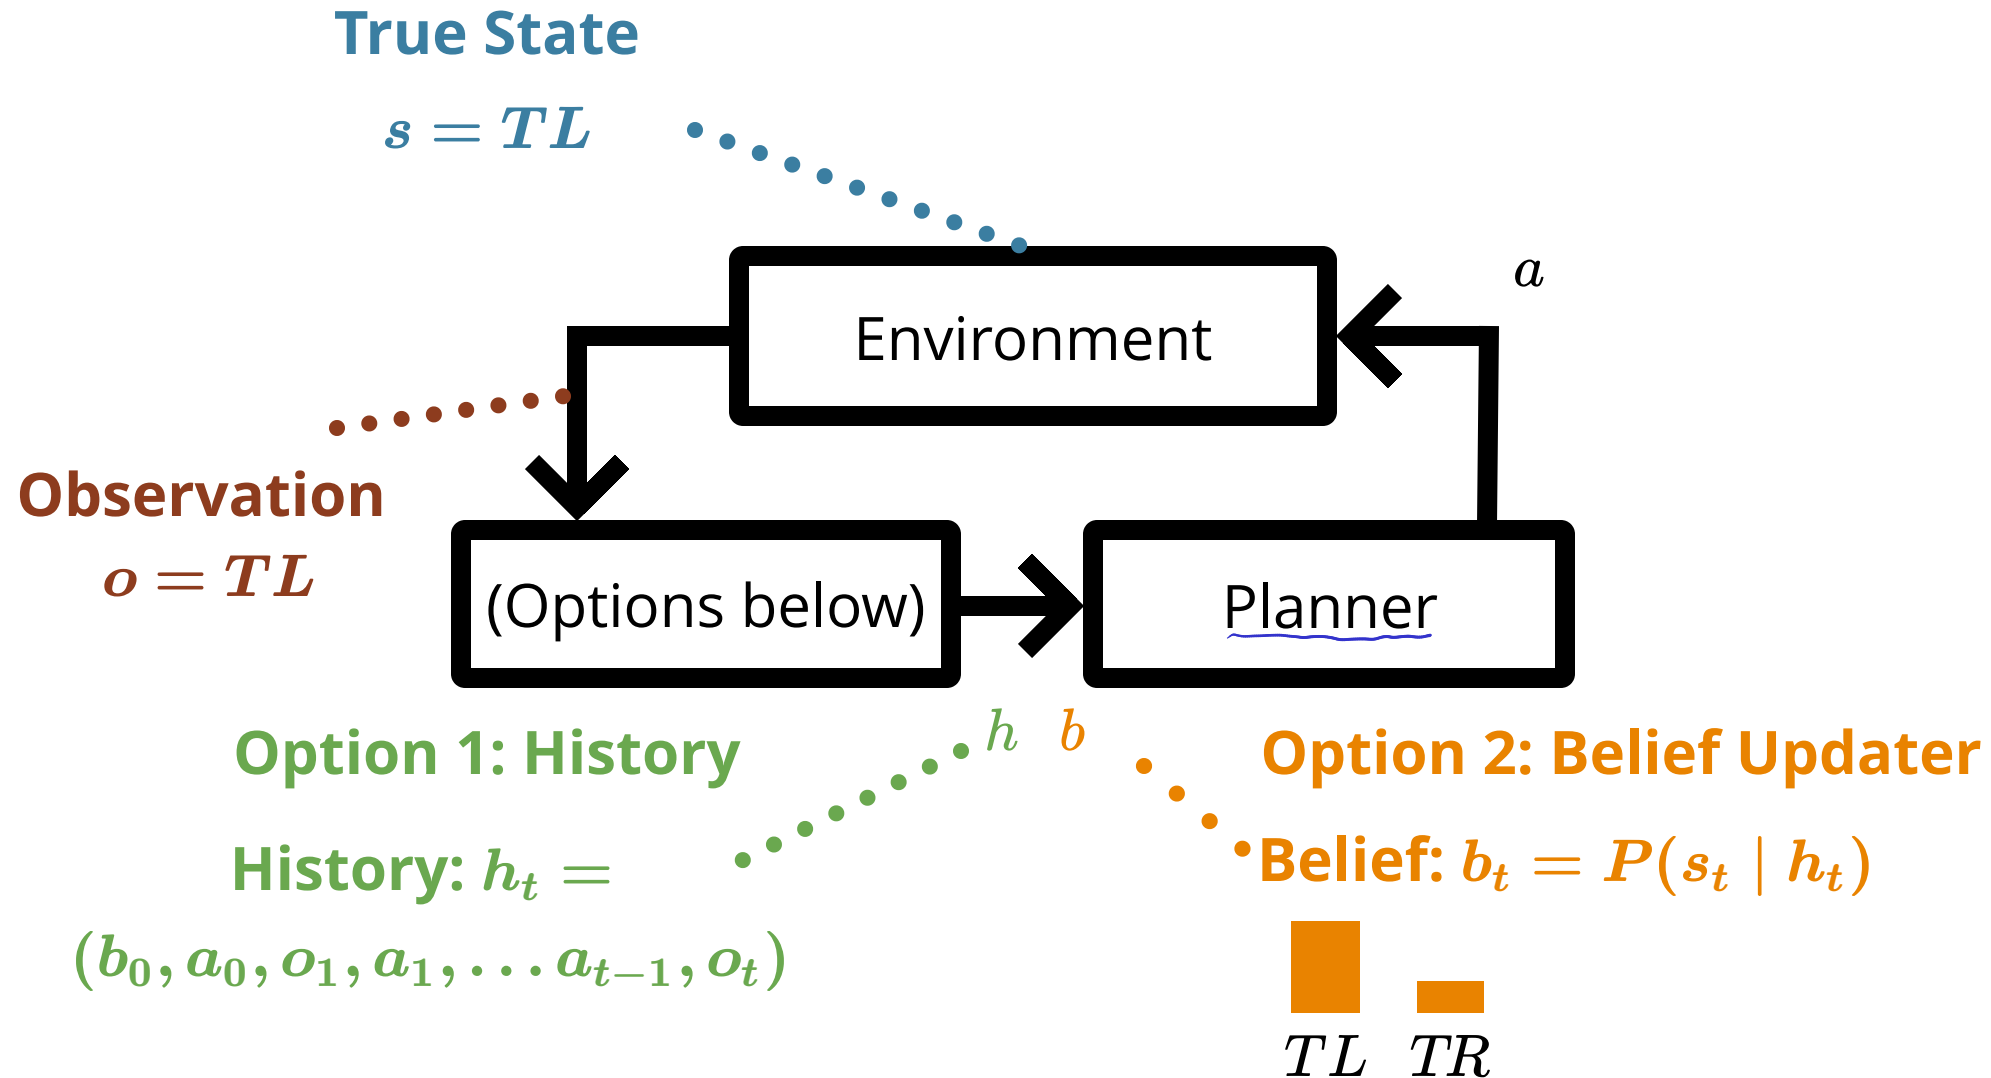 True State
s = TL
a
Environment
Observation
o = TL
(Options below)
Planner
h b
Option 1: History
Option 2: Belief Updater
History: h_t =
(b_0, a_0, o_1, a_1, ... a_{t-1}, o_t)
Belief: b_t = P(s_t | h_t)
TL TR